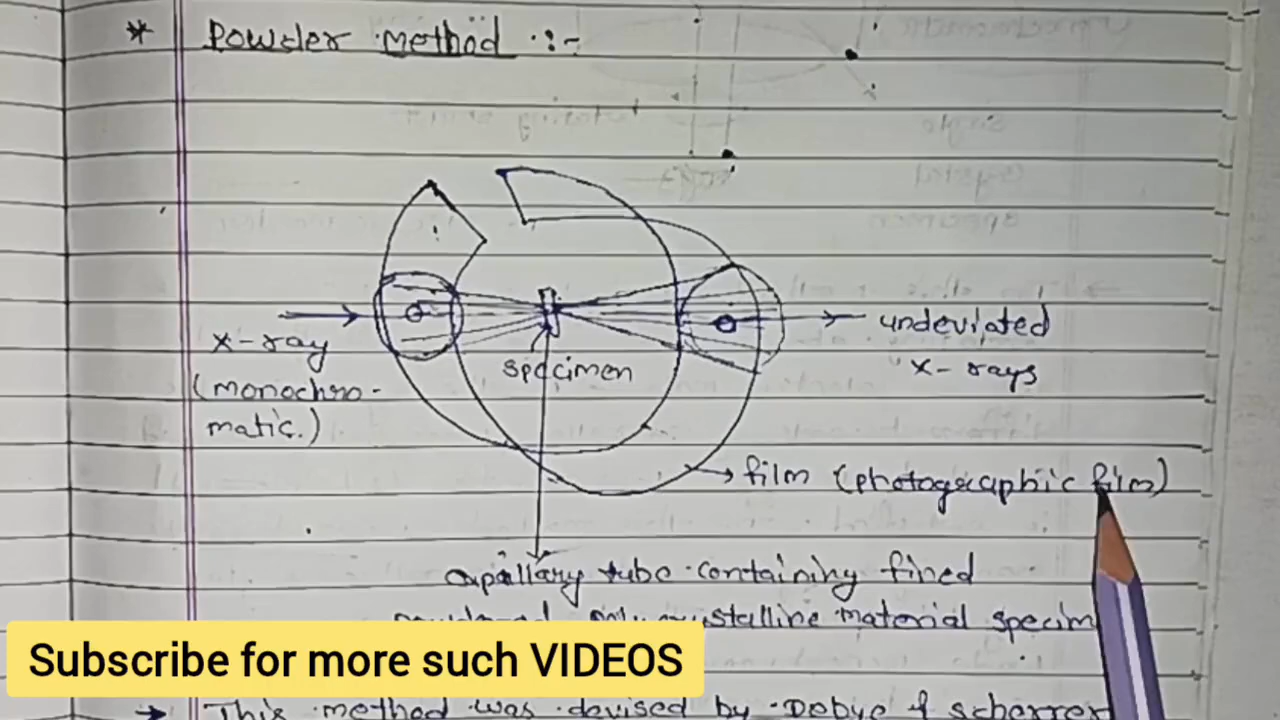 * Powder method :-
x-ray
(monochro-
matic.)
specimen
undeviated
x-rays
film (photographic film)
capillary tube containing fined
crystalline material specim
Subscribe for more such VIDEOS
→ This method was devised by Debye & scherrer